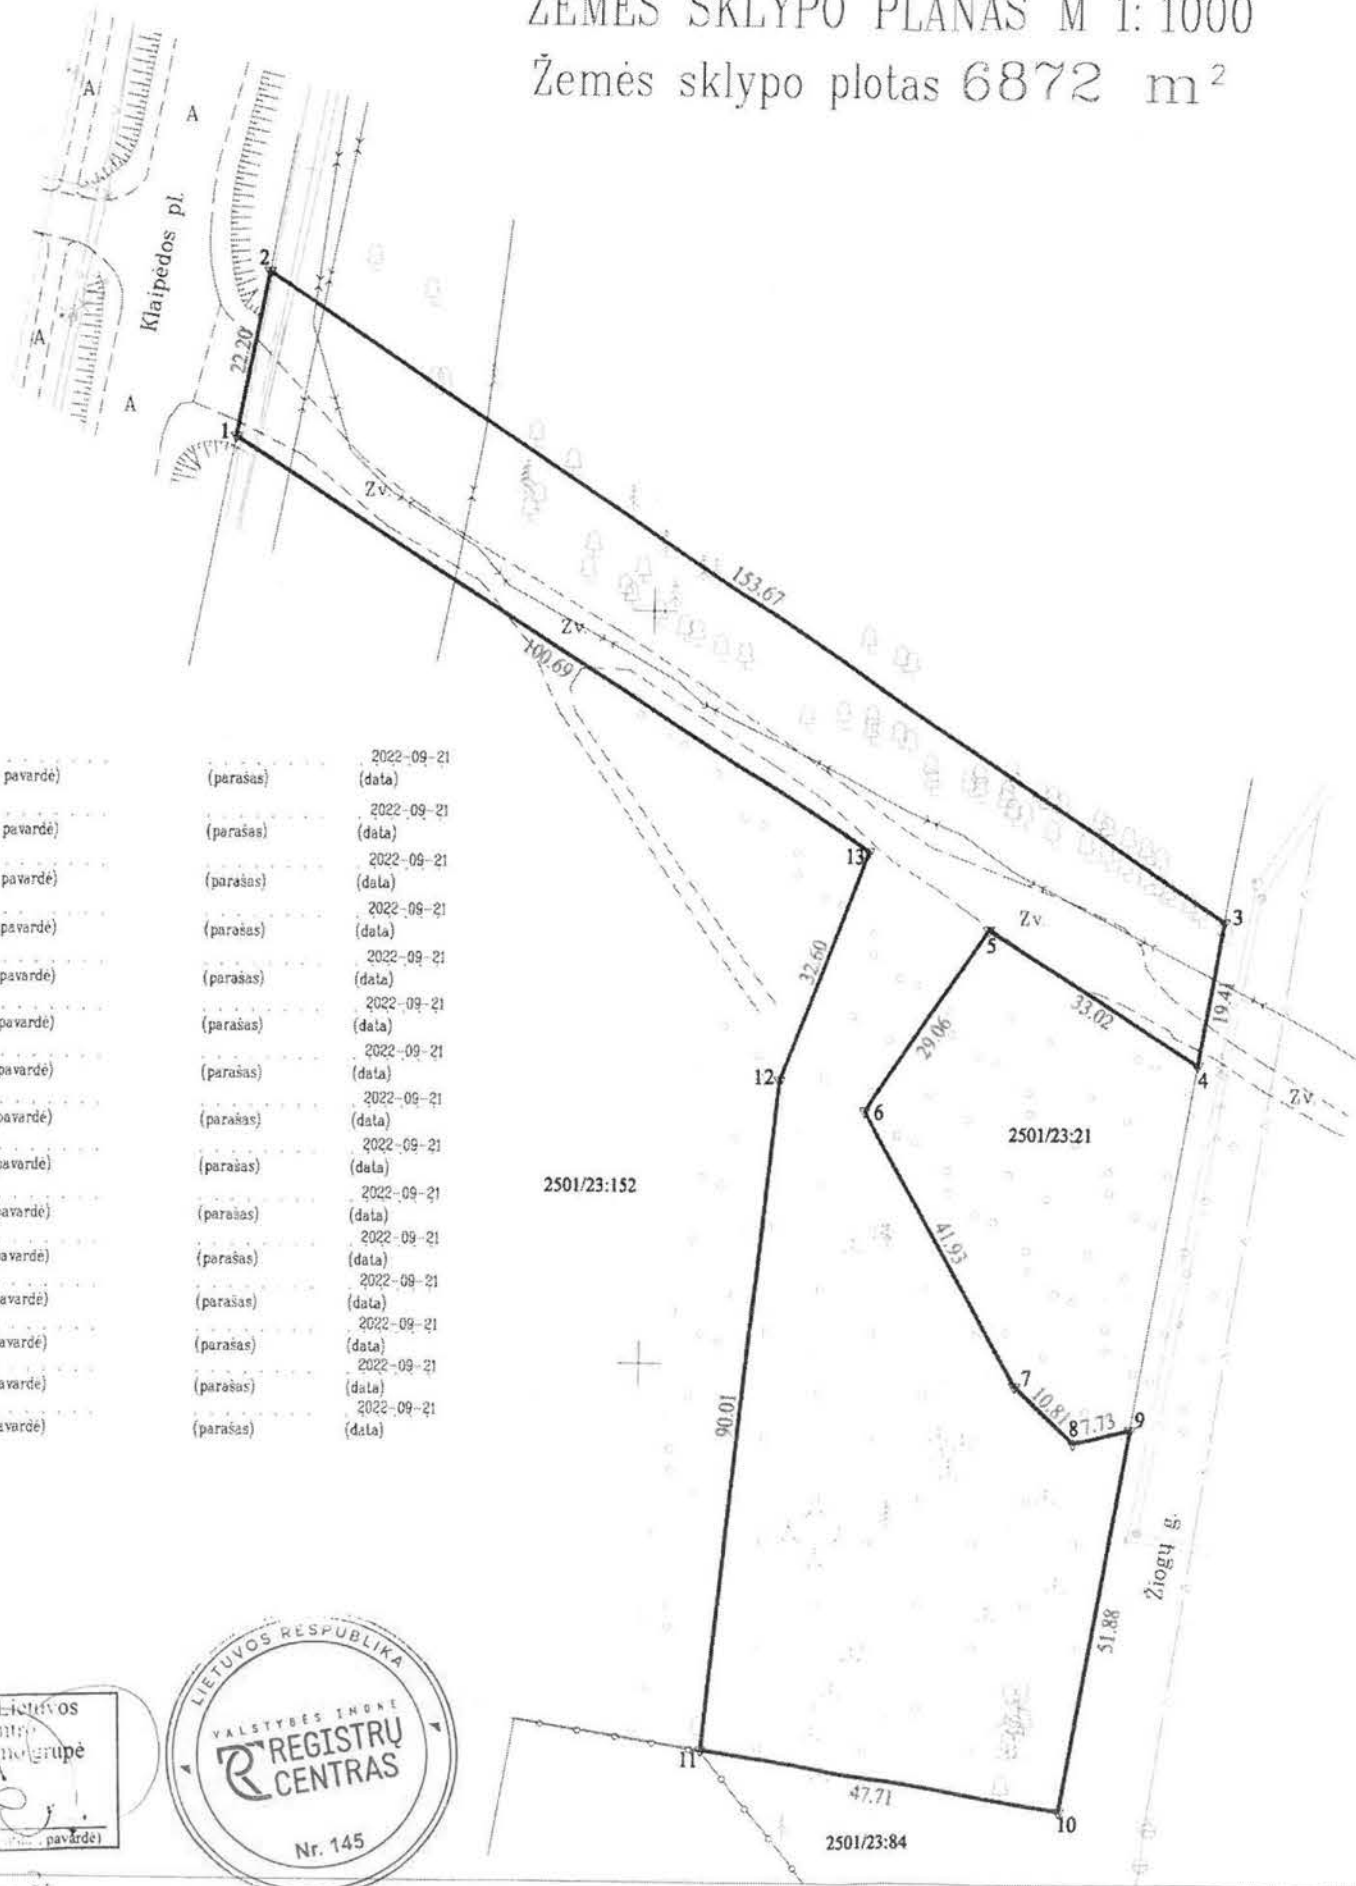 ŽEMĖS SKLYPO PLANAS M 1:1000
Žemės sklypo plotas 6872 m²
A
A
Klaipėdos pl.
2
22.20
A
A
1
Zv.
153.67
Zv.
100.69
2022-09-21
pavardė) (parašas) (data)
2022-09-21
pavardė) (parašas) (data)
2022-09-21
pavardė) (parašas) (data)
2022-09-21
pavardė) (parašas) (data)
2022-09-21
pavardė) (parašas) (data)
2022-09-21
pavardė) (parašas) (data)
2022-09-21
pavardė) (parašas) (data)
2022-09-21
pavardė) (parašas) (data)
2022-09-21
pavardė) (parašas) (data)
2022-09-21
pavardė) (parašas) (data)
2022-09-21
pavardė) (parašas) (data)
2022-09-21
pavardė) (parašas) (data)
2022-09-21
pavardė) (parašas) (data)
2022-09-21
pavardė) (parašas) (data)
2022-09-21
pavardė) (parašas) (data)
13
3
Zv.
5
32.60
19.41
33.02
29.06
12
4
Zv.
6
2501/23:21
2501/23:152
41.93
7
10.81
90.01
8
7.73
9
Žiogų g.
51.88
11
47.71
10
2501/23:84
Lietuvos
grupė
pavardė)
LIETUVOS RESPUBLIKA
VALSTYBĖS ĮMONĖ
REGISTRŲ
CENTRAS
Nr. 145